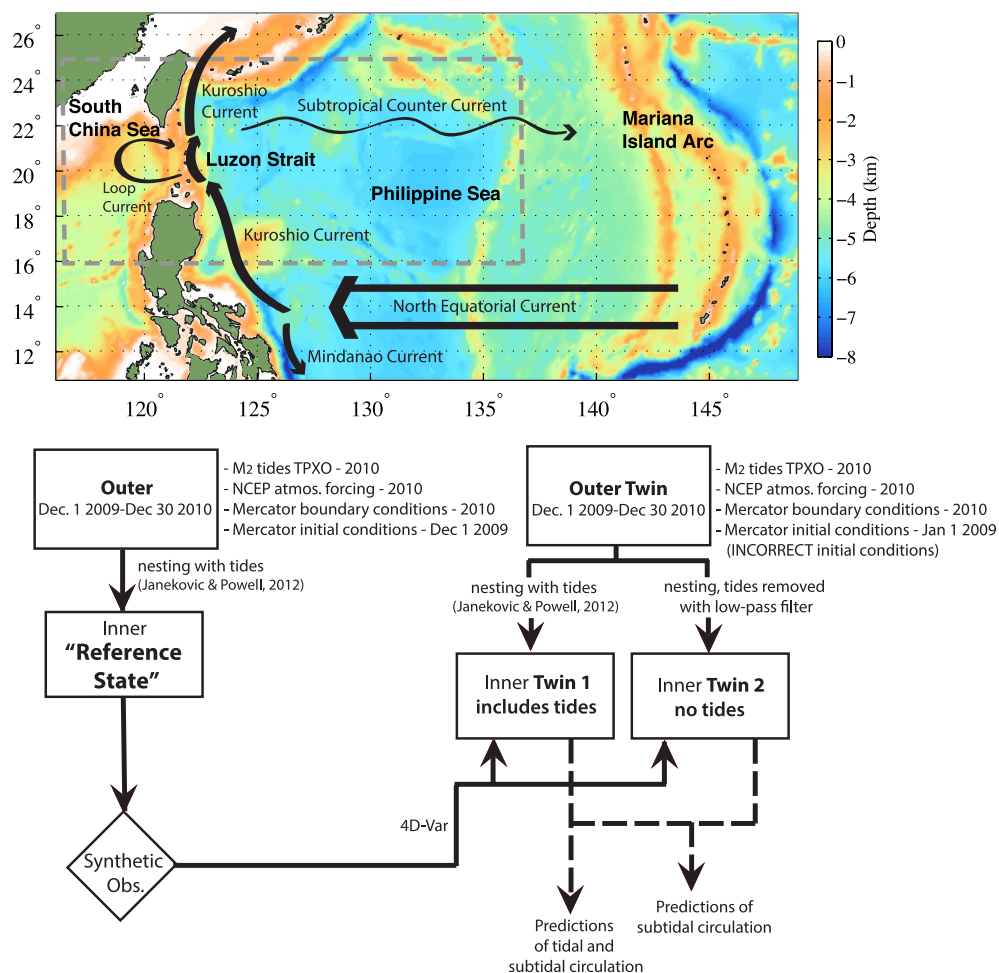 26°
24°
22°
20°
18°
16°
14°
12°
120°
125°
130°
135°
140°
145°
South
China Sea
Kuroshio
Current
Subtropical Counter Current
Mariana
Island Arc
Luzon Strait
Loop
Current
Philippine Sea
Kuroshio Current
North Equatorial Current
Mindanao Current
0
−1
−2
−3
−4
−5
−6
−7
−8
Depth (km)
Outer
Dec. 1 2009-Dec 30 2010
- M2 tides TPXO - 2010
- NCEP atmos. forcing - 2010
- Mercator boundary conditions - 2010
- Mercator initial conditions - Dec 1 2009
Outer Twin
Dec. 1 2009-Dec 30 2010
- M2 tides TPXO - 2010
- NCEP atmos. forcing - 2010
- Mercator boundary conditions - 2010
- Mercator initial conditions - Jan 1 2009
(INCORRECT initial conditions)
nesting with tides
(Janekovic & Powell, 2012)
nesting with tides
(Janekovic & Powell, 2012)
nesting, tides removed
with low-pass filter
Inner
“Reference
State”
Inner Twin 1
includes tides
Inner Twin 2
no tides
4D-Var
Synthetic
Obs.
Predictions
of tidal and
subtidal circulation
Predictions of
subtidal circulation